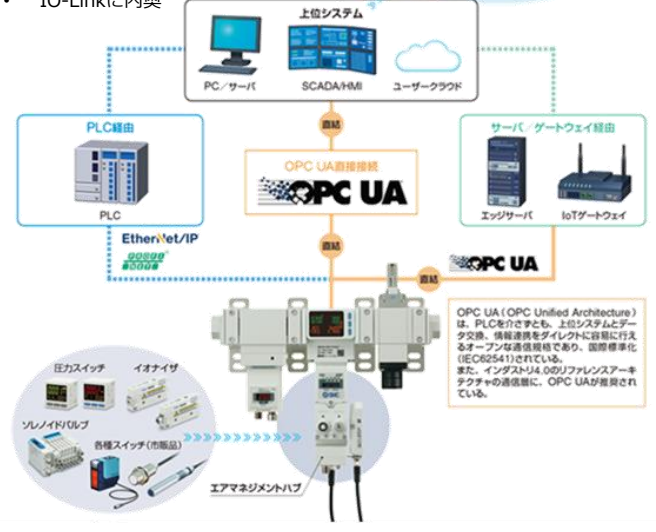 • IO-Linkに内奥
上位システム
PC／サーバ
SCADA/HMI
ユーザークラウド
直結
PLC経由
サーバ／ゲートウェイ経由
OPC UA直接接続
OPC UA
PLC
エッジサーバ
IoTゲートウェイ
EtherNet/IP
PROFI
NET
直結
OPC UA
直結
OPC UA（OPC Unified Architecture）
は、PLCを介さずとも、上位システムとデー
タ交換、情報連携をダイレクトに容易に行え
るオープンな通信規格であり、国際標準化
（IEC62541）されている。
また、インダストリ4.0のリファレンスアーキ
テクチャの通信層に、OPC UAが推奨され
ている。
圧力スイッチ
イオナイザ
ソレノイドバルブ
各種スイッチ（市販品）
SMC
エアマネジメントハブ